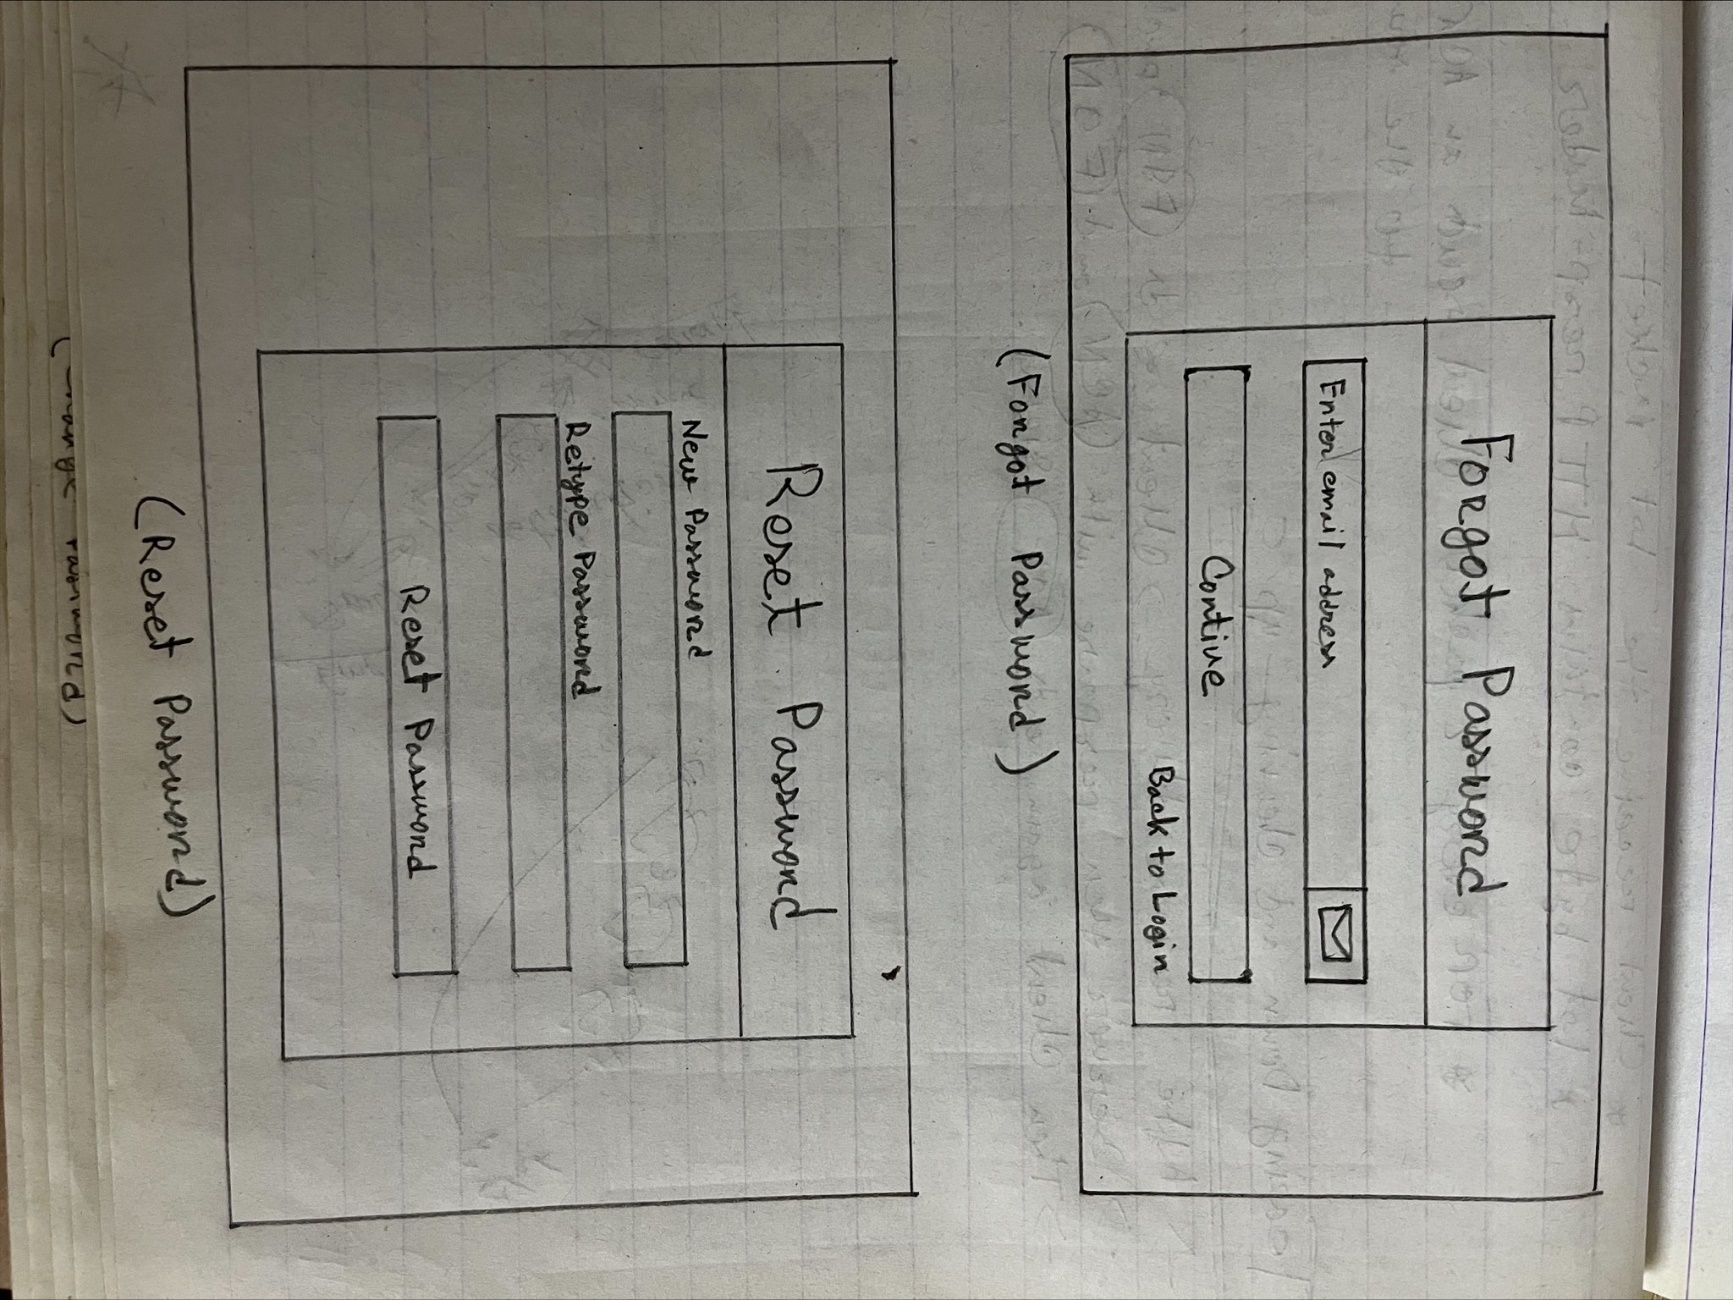 Forgot Password
Enter email address
Contiue
Back to Login
(Forgot Password)
Reset Password
New Password
Retype Password
Reset Password
(Reset Password)